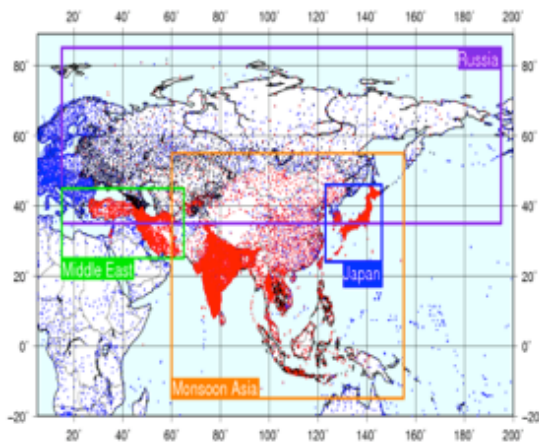 20° 40° 60° 80° 100° 120° 140° 160° 180° 200°
80° Russia 80°
60° 60°
40° 40°
20° Middle East Japan 20°
0° 0°
Monsoon Asia
−20° −20°
20° 40° 60° 80° 100° 120° 140° 160° 180° 200°